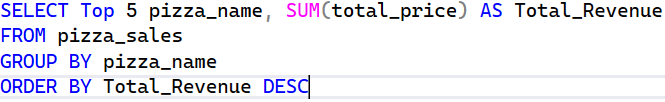 SELECT Top 5 pizza_name, SUM(total_price) AS Total_Revenue
FROM pizza_sales
GROUP BY pizza_name
ORDER BY Total_Revenue DESC